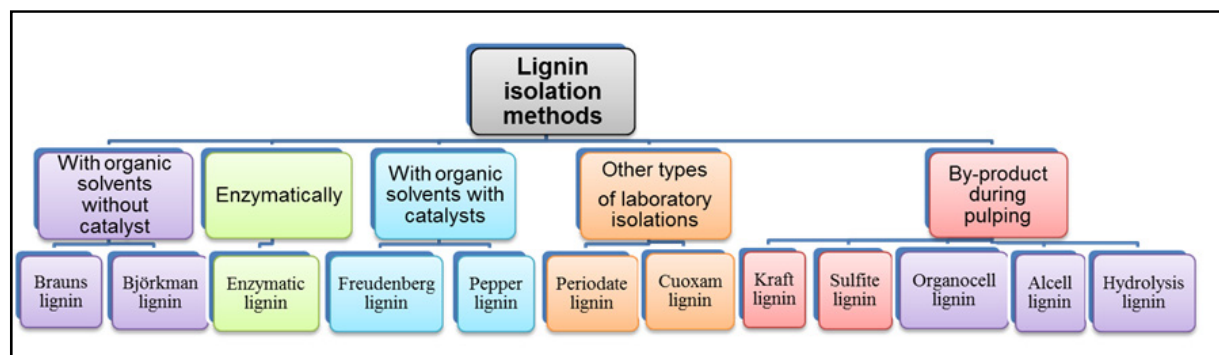 Lignin
isolation
methods
With organic
solvents
without
catalyst
Enzymatically
With organic
solvents with
catalysts
Other types
of laboratory
isolations
By-product
during
pulping
Brauns
lignin
Björkman
lignin
Enzymatic
lignin
Freudenberg
lignin
Pepper
lignin
Periodate
lignin
Cuoxam
lignin
Kraft
lignin
Sulfite
lignin
Organocell
lignin
Alcell
lignin
Hydrolysis
lignin